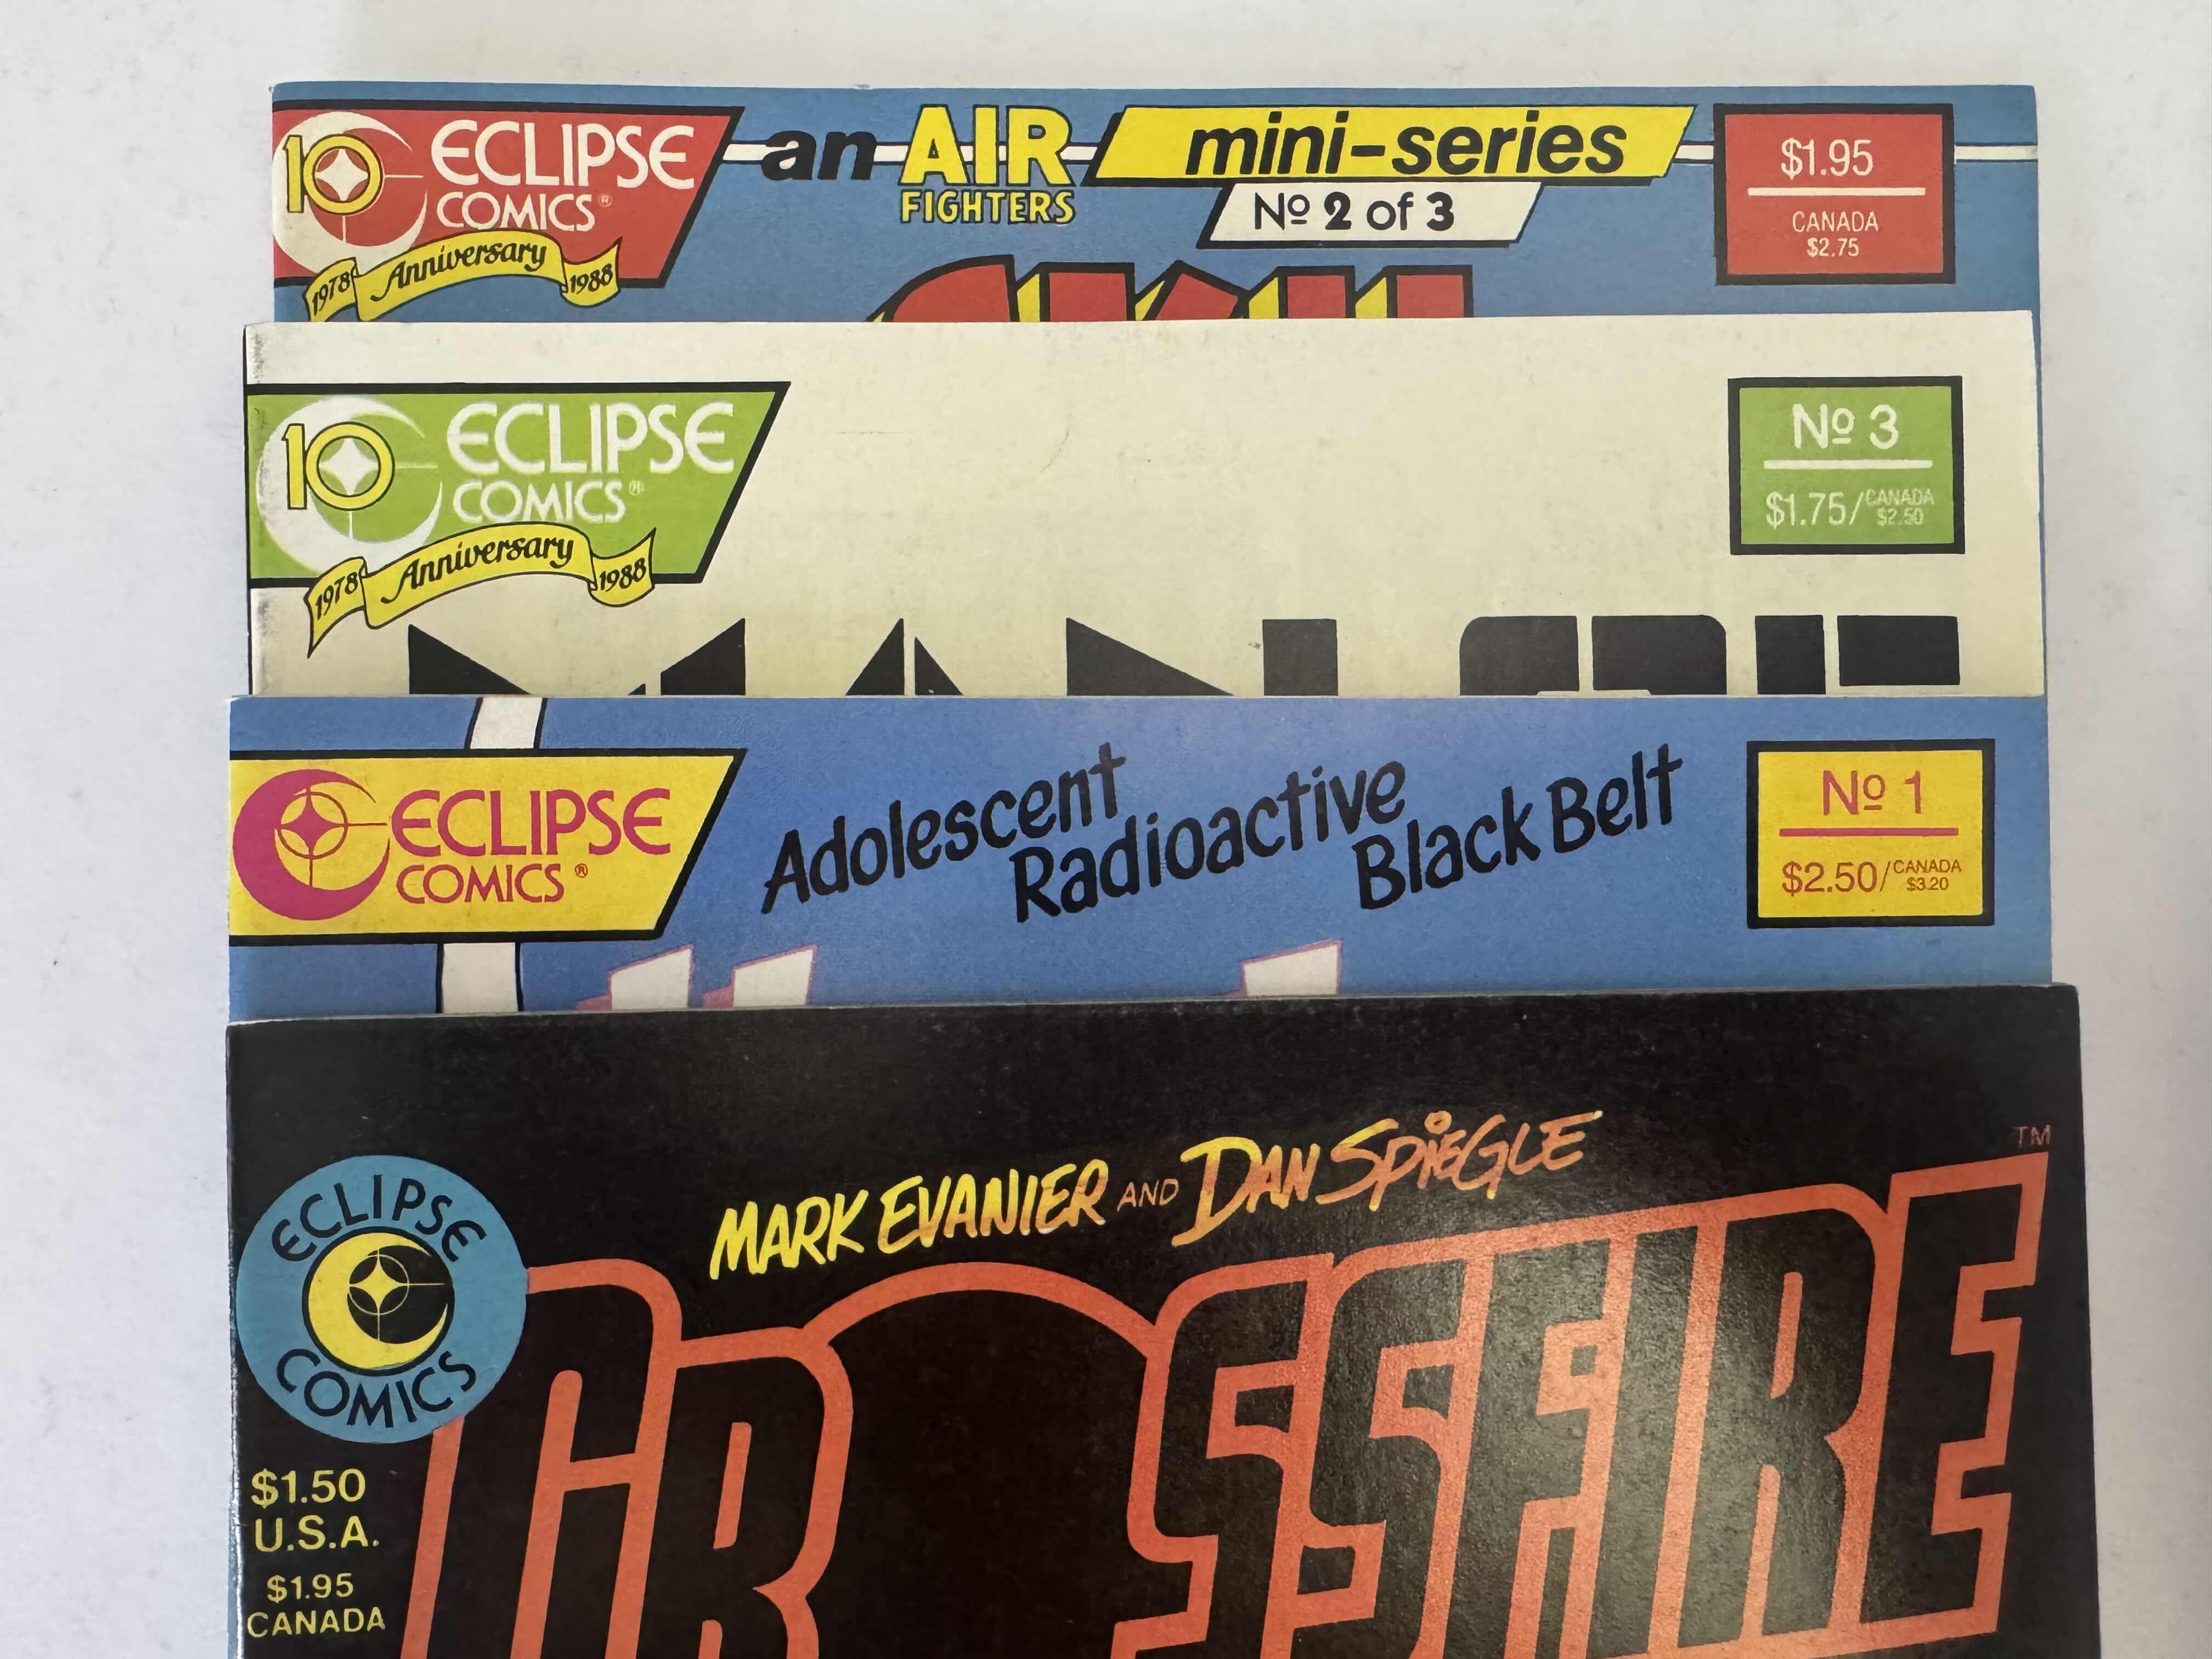 10 ECLIPSE COMICS®
1978 Anniversary 1988
an AIR FIGHTERS mini-series
№ 2 of 3
$1.95
CANADA
$2.75
10 ECLIPSE COMICS®
1978 Anniversary 1988
№ 3
$1.75/CANADA $2.50
ECLIPSE COMICS®
Adolescent
Radioactive
Black Belt
№ 1
$2.50/CANADA $3.20
MARK EVANIER AND DAN SPIEGLE
ECLIPSE COMICS
CROSSFIRE™
$1.50
U.S.A.
$1.95
CANADA